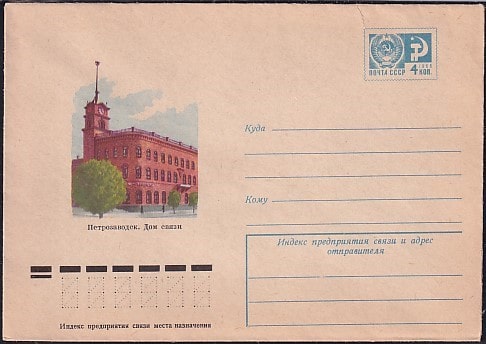 1966
ПОЧТА СССР 4 КОП.
Куда
Кому
Петрозаводск. Дом связи
Индекс предприятия связи и адрес
отправителя
Индекс предприятия связи места назначения